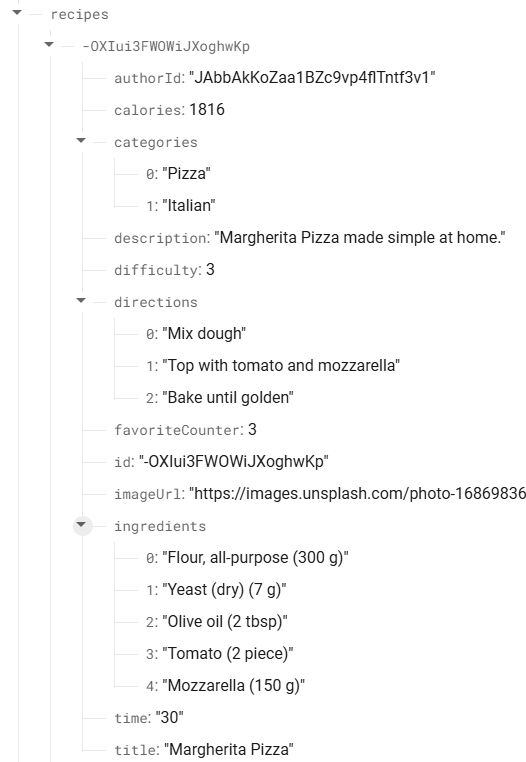 recipes
-OXIui3FWOWiJXoghwKp
authorId: "JAbbAkKoZaa1BZc9vp4flTntf3v1"
calories: 1816
categories
0: "Pizza"
1: "Italian"
description: "Margherita Pizza made simple at home."
difficulty: 3
directions
0: "Mix dough"
1: "Top with tomato and mozzarella"
2: "Bake until golden"
favoriteCounter: 3
id: "-OXIui3FWOWiJXoghwKp"
imageUrl: "https://images.unsplash.com/photo-16869836
ingredients
0: "Flour, all-purpose (300 g)"
1: "Yeast (dry) (7 g)"
2: "Olive oil (2 tbsp)"
3: "Tomato (2 piece)"
4: "Mozzarella (150 g)"
time: "30"
title: "Margherita Pizza"